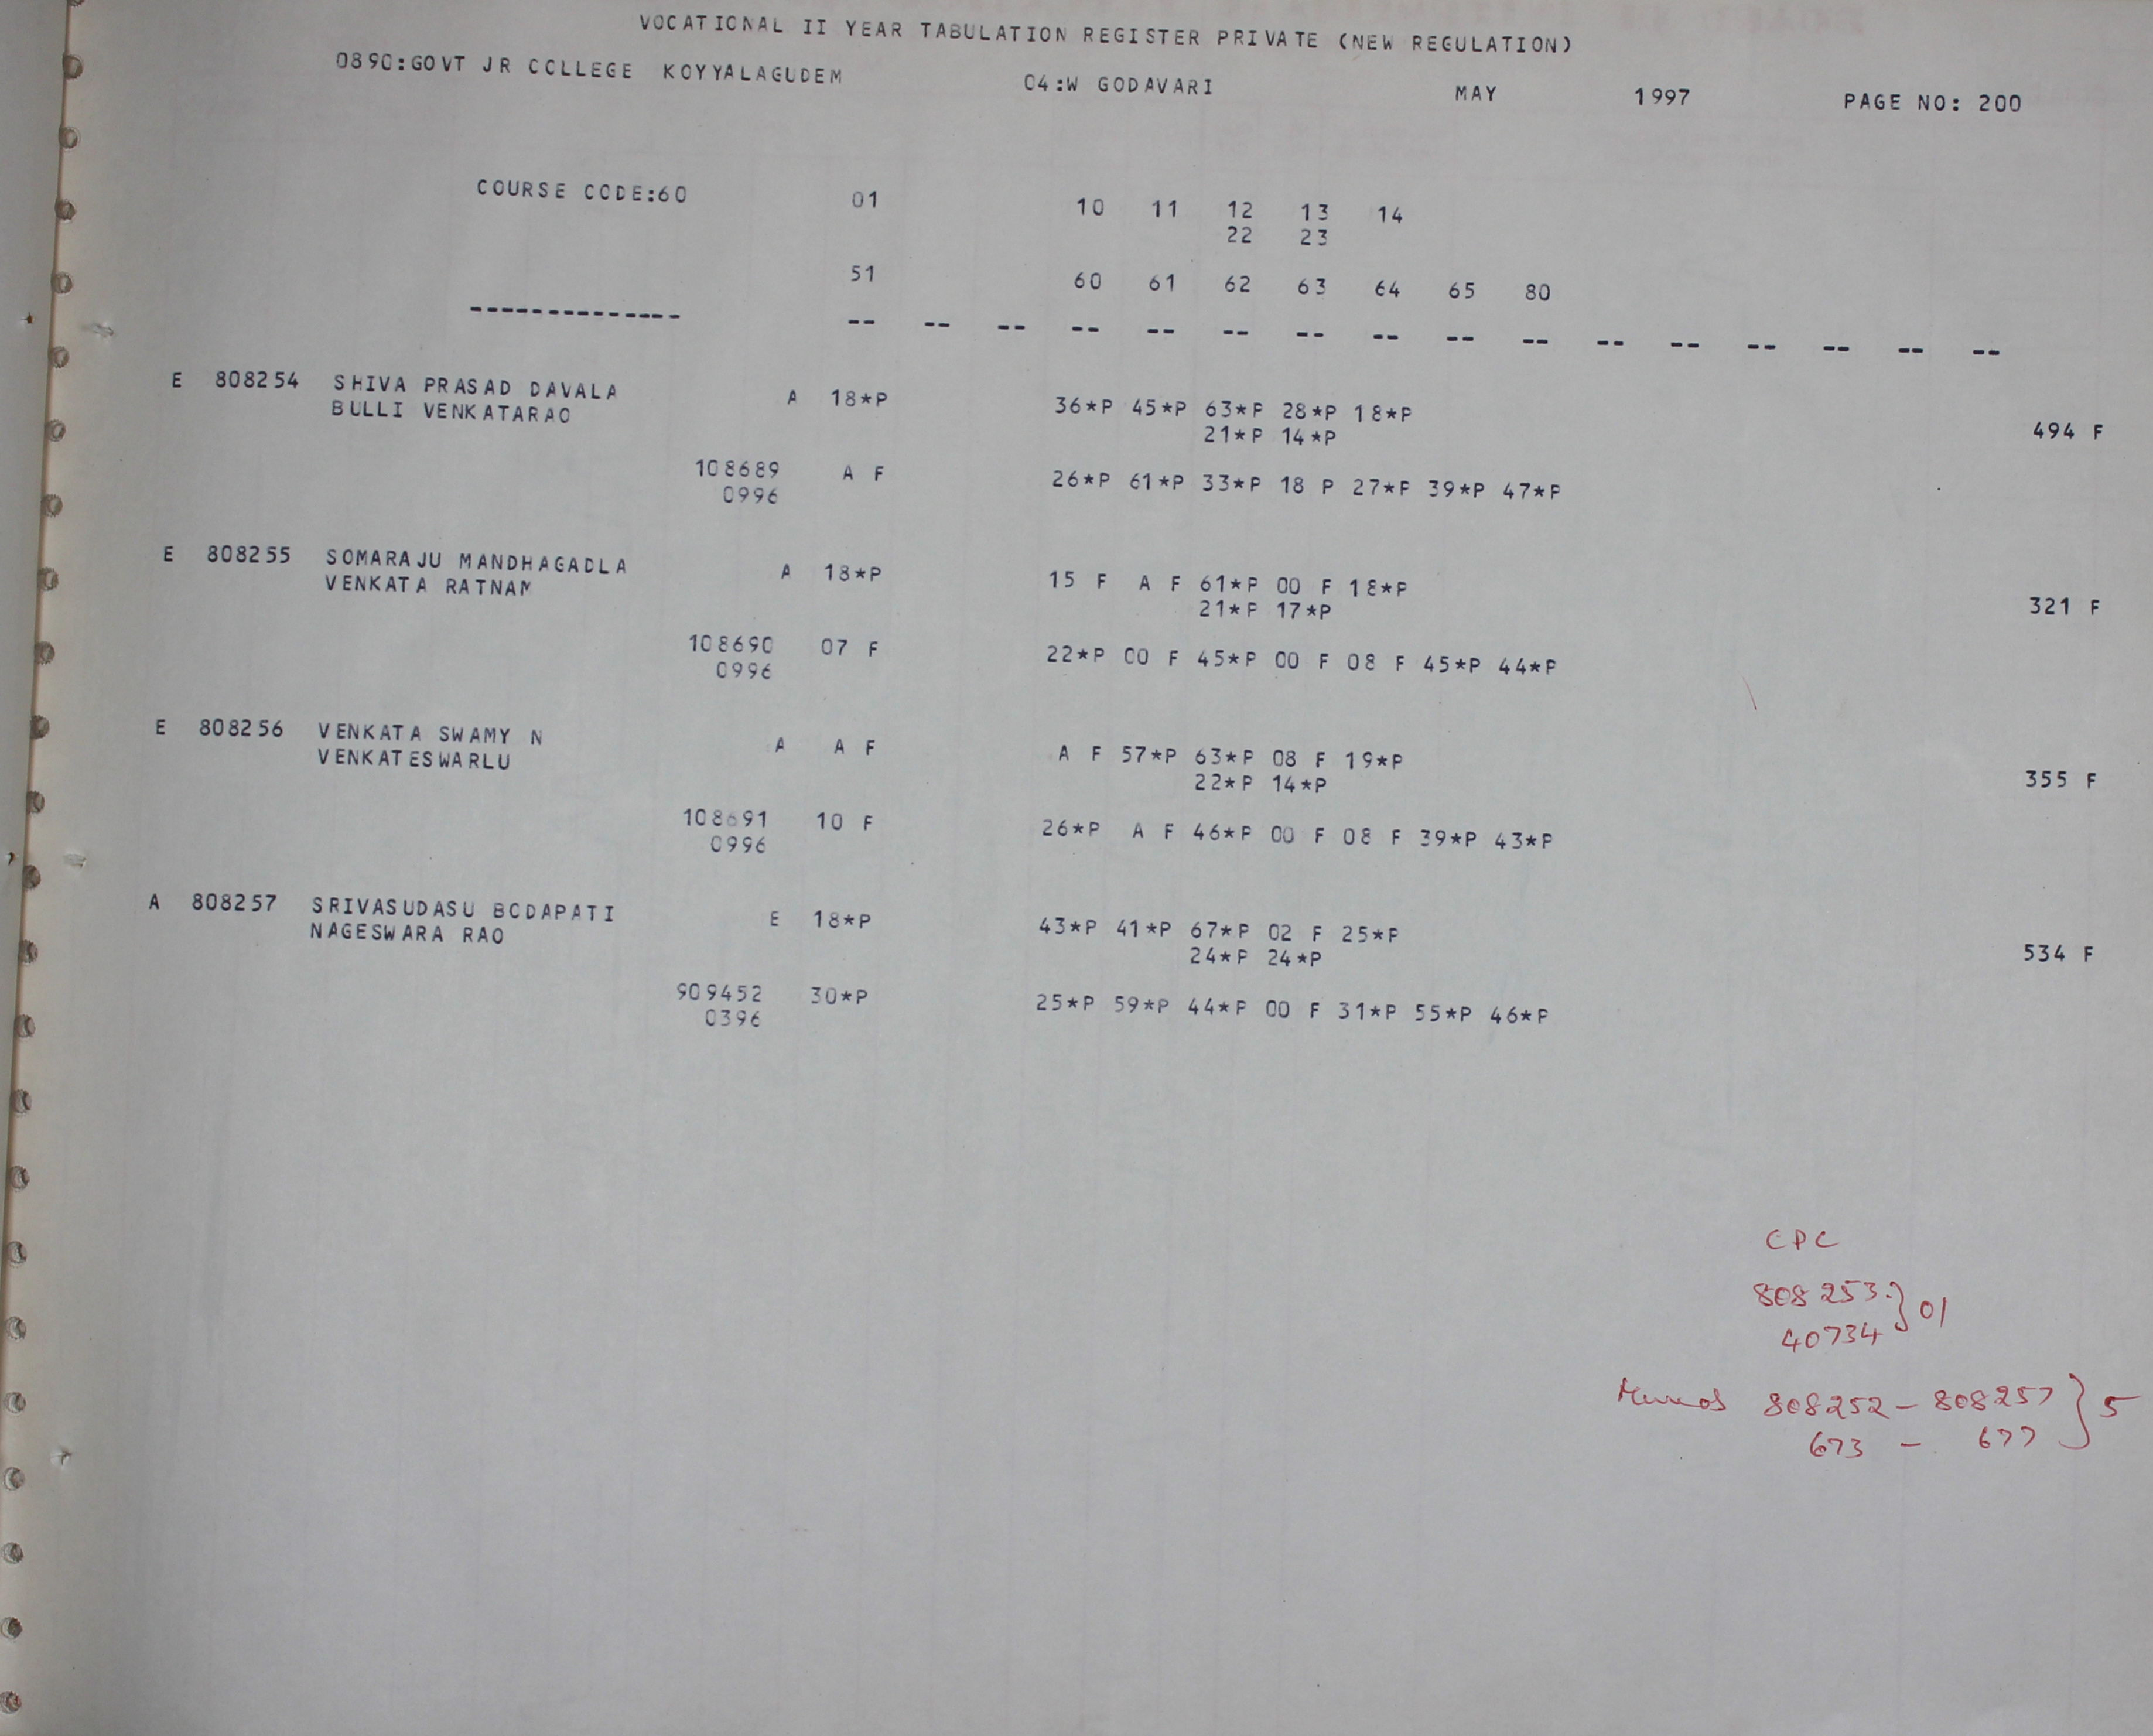 VOCATIONAL II YEAR TABULATION REGISTER PRIVATE (NEW REGULATION)
0890:GOVT JR COLLEGE KOYYALAGUDEM 04:W GODAVARI MAY 1997 PAGE NO: 200
COURSE CODE:60 01 10 11 12 13 14
22 23
51 60 61 62 63 64 65 80
-------------- -- -- -- -- -- -- -- -- -- -- -- -- -- -- -- --
E 808254 SHIVA PRASAD DAVALA A 18*P 36*P 45*P 63*P 28*P 18*P
BULLI VENKATARAO 21*P 14*P 494 F
108689 A F 26*P 61*P 33*P 18 P 27*P 39*P 47*P
0996
E 808255 SOMARAJU MANDHAGADLA A 18*P 15 F A F 61*P 00 F 18*P
VENKATA RATNAM 21*P 17*P 321 F
108690 07 F 22*P 00 F 45*P 00 F 08 F 45*P 44*P
0996
E 808256 VENKATA SWAMY N A A F A F 57*P 63*P 08 F 19*P
VENKATESWARLU 22*P 14*P 355 F
108691 10 F 26*P A F 46*P 00 F 08 F 39*P 43*P
0996
A 808257 SRIVASUDASU BODAPATI E 18*P 43*P 41*P 67*P 02 F 25*P
NAGESWARA RAO 24*P 24*P 534 F
909452 30*P 25*P 59*P 44*P 00 F 31*P 55*P 46*P
0396
CPC
808253 } 01
40734
808252 - 808257 } 5
673 - 677